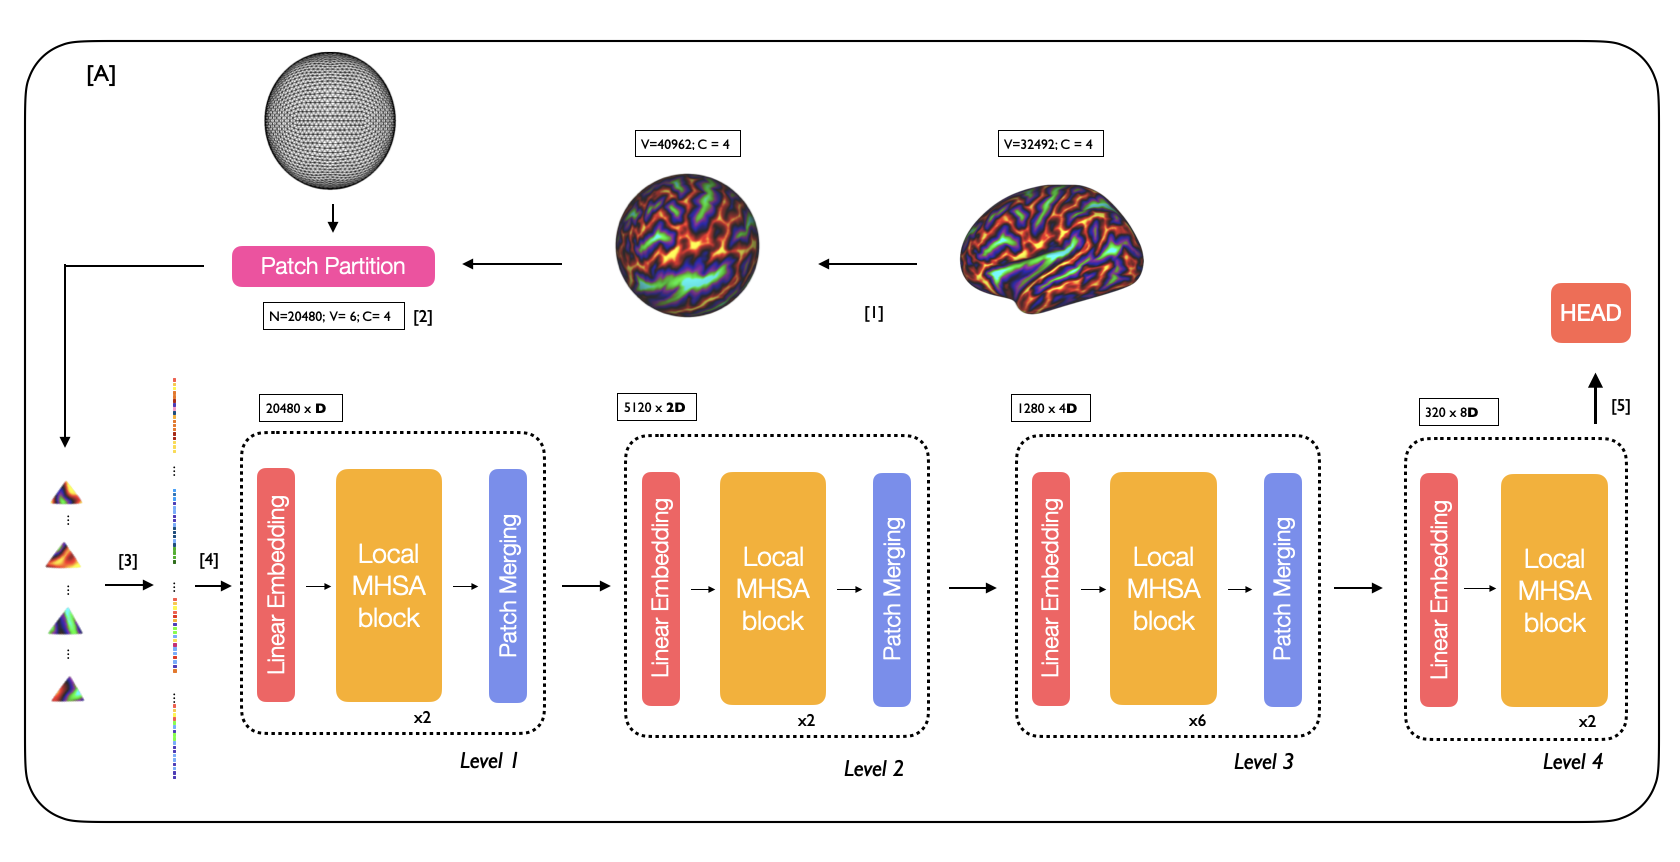 [A]
V=40962; C = 4
V=32492; C = 4
Patch Partition
N=20480; V= 6; C= 4
[2]
[1]
HEAD
[5]
20480 x D
5120 x 2D
1280 x 4D
320 x 8D
[3]
[4]
Linear Embedding
Local
MHSA
block
x2
Patch Merging
Level 1
Linear Embedding
Local
MHSA
block
x2
Patch Merging
Level 2
Linear Embedding
Local
MHSA
block
x6
Patch Merging
Level 3
Linear Embedding
Local
MHSA
block
x2
Level 4